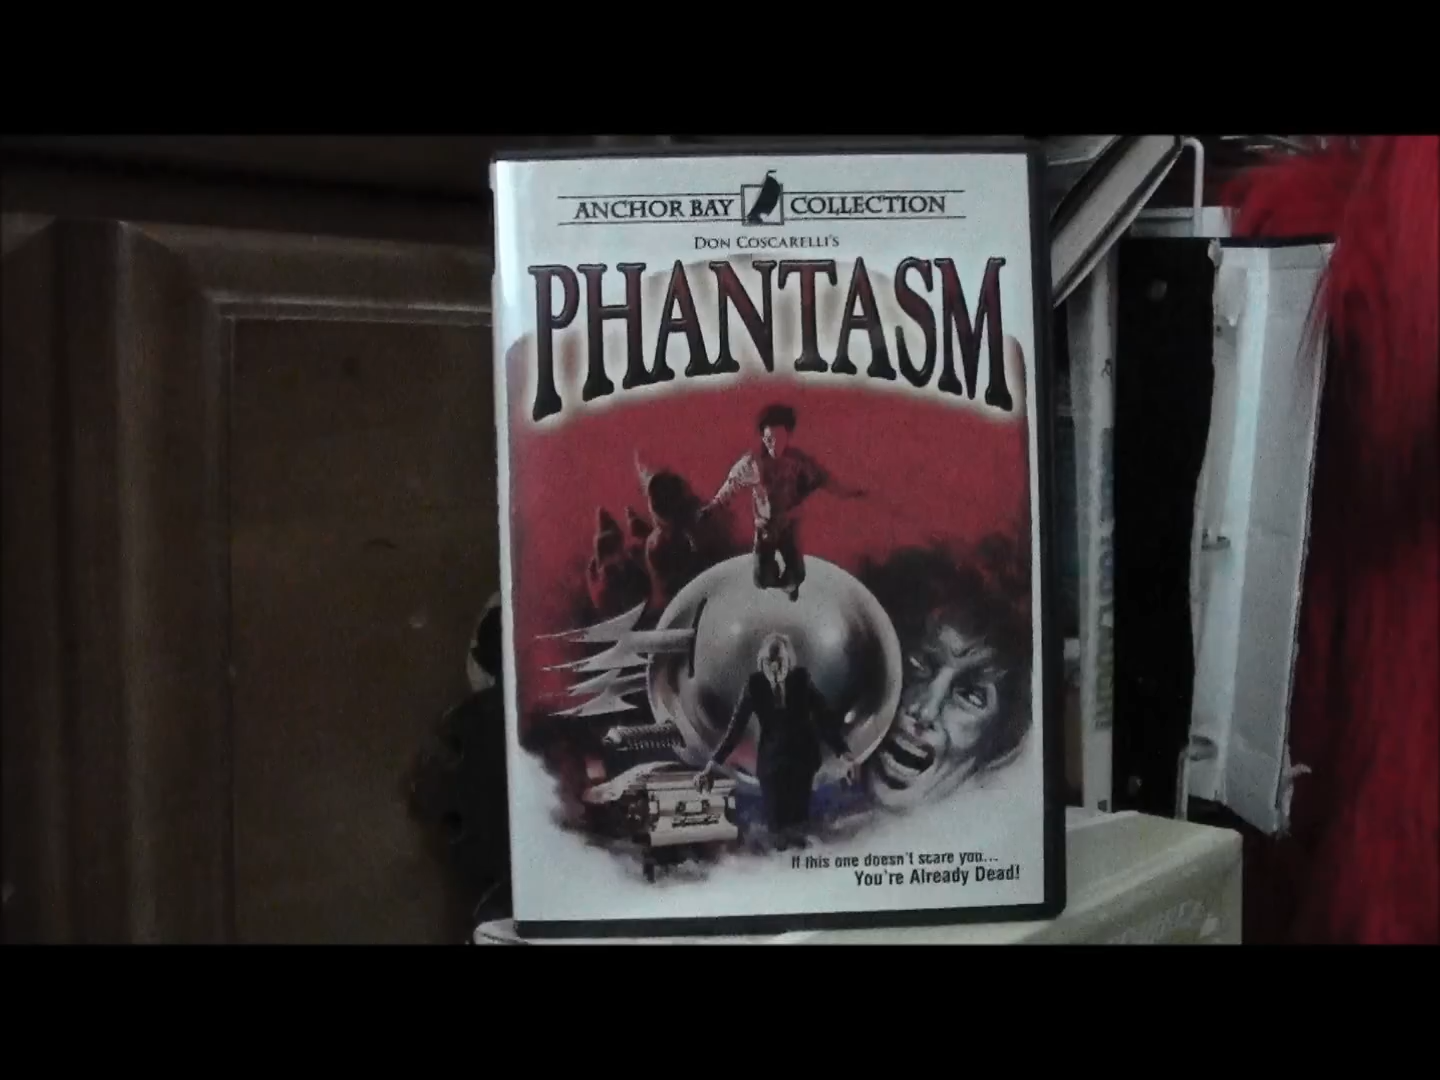 ANCHOR BAY COLLECTION
DON COSCARELLI'S
PHANTASM
If this one doesn't scare you...
You're Already Dead!